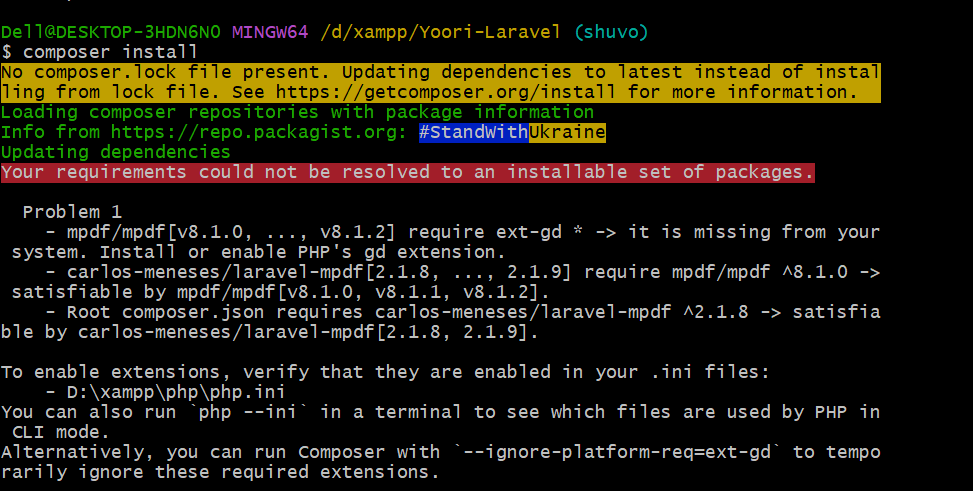 Dell@DESKTOP-3HDN6N0 MINGW64 /d/xampp/Yoori-Laravel (shuvo)
$ composer install
No composer.lock file present. Updating dependencies to latest instead of instal
ling from lock file. See https://getcomposer.org/install for more information.
Loading composer repositories with package information
Info from https://repo.packagist.org: #StandWithUkraine
Updating dependencies
Your requirements could not be resolved to an installable set of packages.
Problem 1
- mpdf/mpdf[v8.1.0, ..., v8.1.2] require ext-gd * -> it is missing from your
system. Install or enable PHP's gd extension.
- carlos-meneses/laravel-mpdf[2.1.8, ..., 2.1.9] require mpdf/mpdf ^8.1.0 ->
satisfiable by mpdf/mpdf[v8.1.0, v8.1.1, v8.1.2].
- Root composer.json requires carlos-meneses/laravel-mpdf ^2.1.8 -> satisfia
ble by carlos-meneses/laravel-mpdf[2.1.8, 2.1.9].
To enable extensions, verify that they are enabled in your .ini files:
- D:\xampp\php\php.ini
You can also run `php --ini` in a terminal to see which files are used by PHP in
CLI mode.
Alternatively, you can run Composer with `--ignore-platform-req=ext-gd` to tempo
rarily ignore these required extensions.